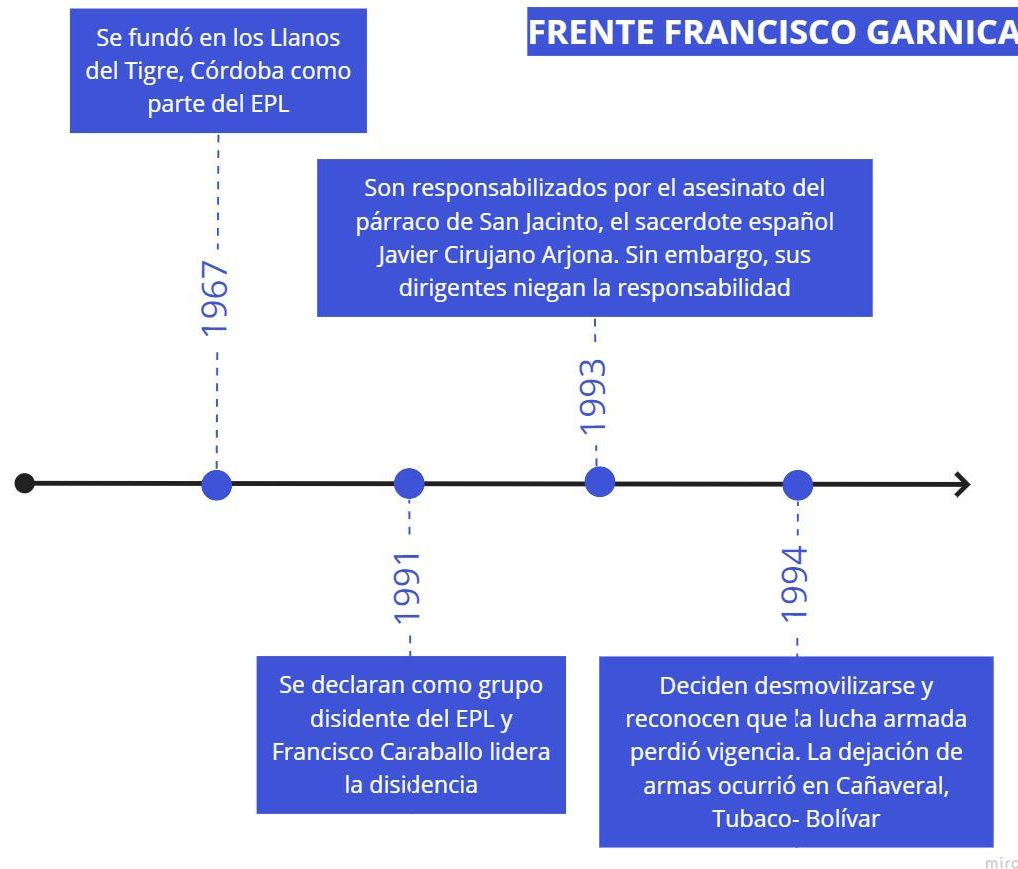 FRENTE FRANCISCO GARNICA
Se fundó en los Llanos
del Tigre, Córdoba como
parte del EPL
1967
Son responsabilizados por el asesinato del
párraco de San Jacinto, el sacerdote español
Javier Cirujano Arjona. Sin embargo, sus
dirigentes niegan la responsabilidad
1993
1991
Se declaran como grupo
disidente del EPL y
Francisco Caraballo lidera
la disidencia
1994
Deciden desmovilizarse y
reconocen que la lucha armada
perdió vigencia. La dejación de
armas ocurrió en Cañaveral,
Tubaco- Bolívar
miro